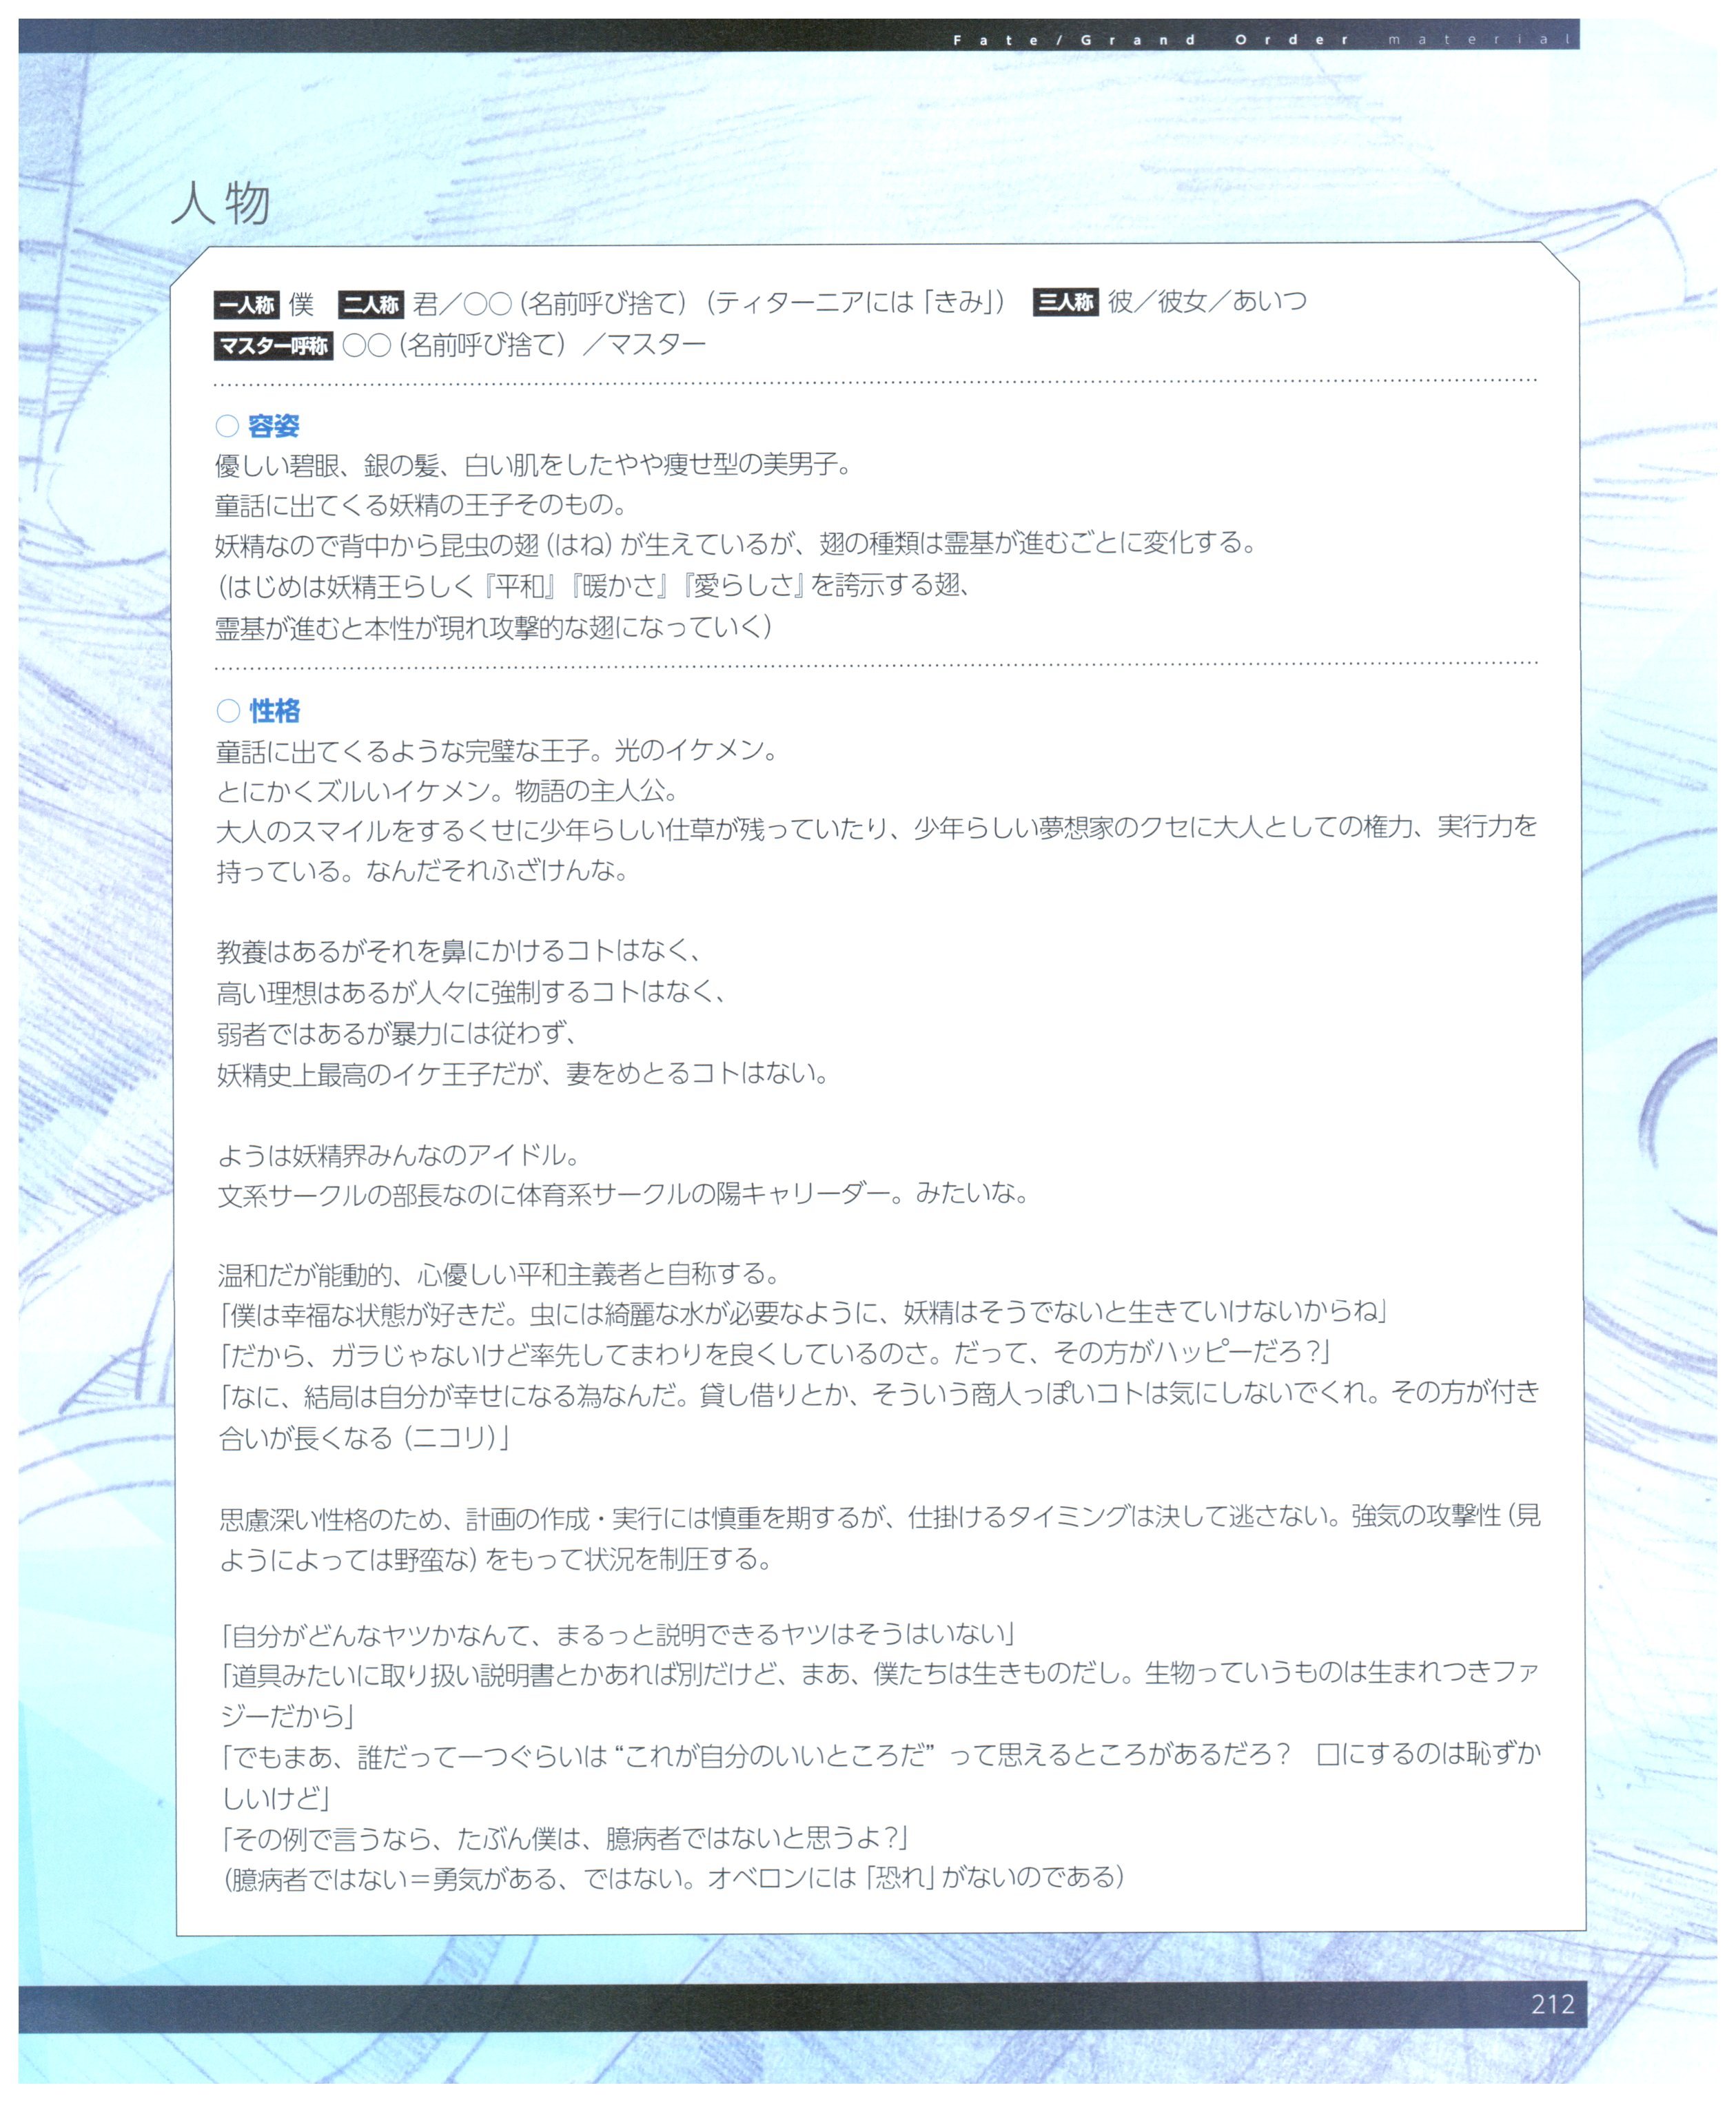 Fate/Grand Order material
人物
一人称 僕 二人称 君／○○（名前呼び捨て）（ティターニアには「きみ」） 三人称 彼／彼女／あいつ
マスター呼称 ○○（名前呼び捨て）／マスター
○ 容姿
優しい碧眼、銀の髪、白い肌をしたやや痩せ型の美男子。
童話に出てくる妖精の王子そのもの。
妖精なので背中から昆虫の翅（はね）が生えているが、翅の種類は霊基が進むごとに変化する。
（はじめは妖精王らしく『平和』『暖かさ』『愛らしさ』を誇示する翅、
霊基が進むと本性が現れ攻撃的な翅になっていく）
○ 性格
童話に出てくるような完璧な王子。光のイケメン。
とにかくズルいイケメン。物語の主人公。
大人のスマイルをするくせに少年らしい仕草が残っていたり、少年らしい夢想家のクセに大人としての権力、実行力を
持っている。なんだそれふざけんな。
教養はあるがそれを鼻にかけるコトはなく、
高い理想はあるが人々に強制するコトはなく、
弱者ではあるが暴力には従わず、
妖精史上最高のイケ王子だが、妻をめとるコトはない。
ようは妖精界みんなのアイドル。
文系サークルの部長なのに体育系サークルの陽キャリーダー。みたいな。
温和だが能動的、心優しい平和主義者と自称する。
「僕は幸福な状態が好きだ。虫には綺麗な水が必要なように、妖精はそうでないと生きていけないからね」
「だから、ガラじゃないけど率先してまわりを良くしているのさ。だって、その方がハッピーだろ？」
「なに、結局は自分が幸せになる為なんだ。貸し借りとか、そういう商人っぽいコトは気にしないでくれ。その方が付き
合いが長くなる（ニコリ）」
思慮深い性格のため、計画の作成・実行には慎重を期するが、仕掛けるタイミングは決して逃さない。強気の攻撃性（見
ようによっては野蛮な）をもって状況を制圧する。
「自分がどんなヤツかなんて、まるっと説明できるヤツはそうはいない」
「道具みたいに取り扱い説明書とかあれば別だけど、まあ、僕たちは生きものだし。生物っていうものは生まれつきファ
ジーだから」
「でもまあ、誰だって一つぐらいは“これが自分のいいところだ”って思えるところがあるだろ？　口にするのは恥ずか
しいけど」
「その例で言うなら、たぶん僕は、臆病者ではないと思うよ？」
（臆病者ではない＝勇気がある、ではない。オベロンには「恐れ」がないのである）
212